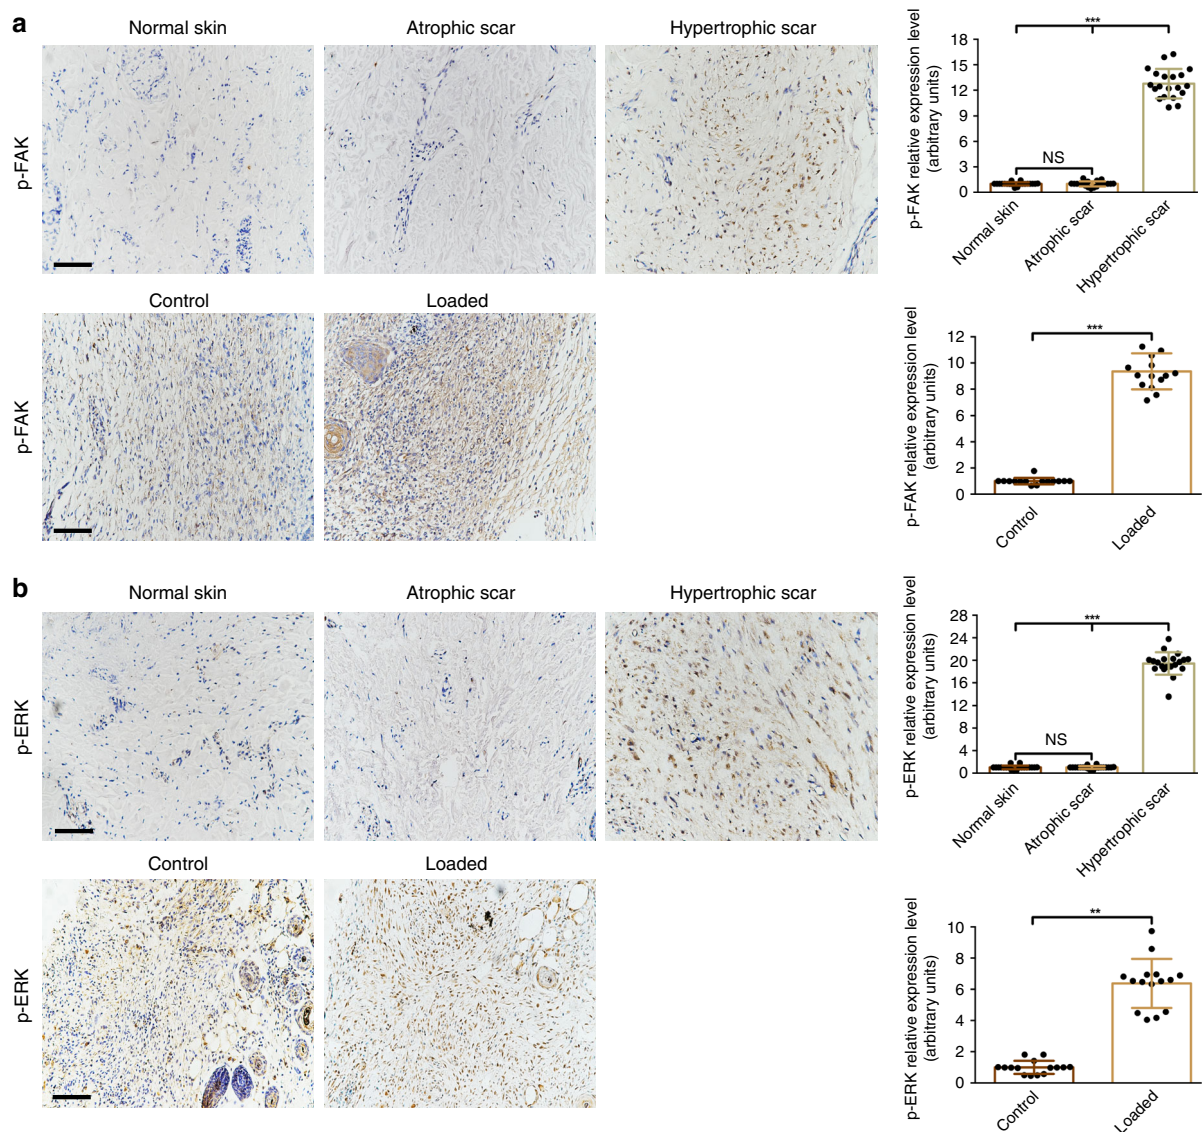 a
Normal skin
Atrophic scar
Hypertrophic scar
p-FAK
p-FAK relative expression level
(arbitrary units)
18
15
12
9
6
3
0
***
NS
Normal skin
Atrophic scar
Hypertrophic scar
Control
Loaded
p-FAK
p-FAK relative expression level
(arbitrary units)
12
10
8
6
4
2
0
***
Control
Loaded
b
Normal skin
Atrophic scar
Hypertrophic scar
p-ERK
p-ERK relative expression level
(arbitrary units)
28
24
20
16
12
8
4
0
***
NS
Normal skin
Atrophic scar
Hypertrophic scar
Control
Loaded
p-ERK
p-ERK relative expression level
(arbitrary units)
10
8
6
4
2
0
**
Control
Loaded